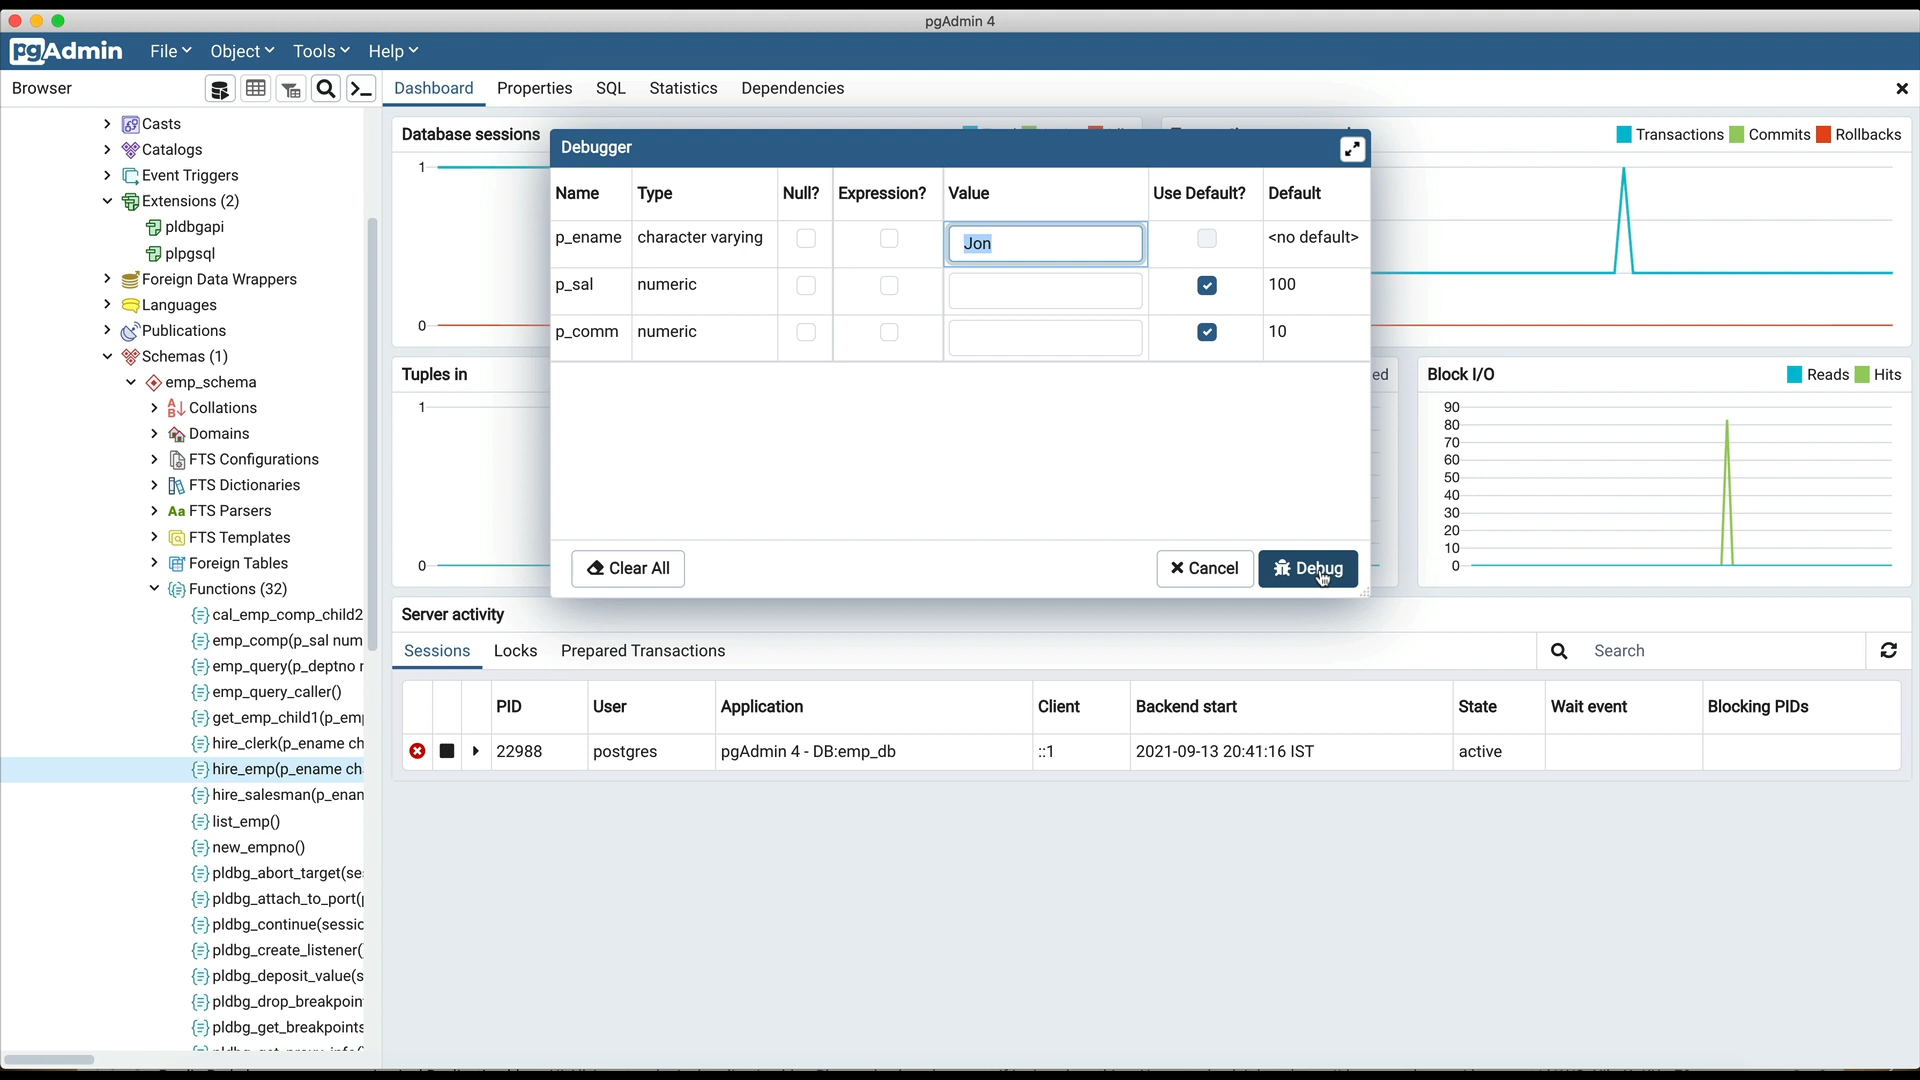 pgAdmin 4
pgAdmin File Object Tools Help
Browser
Dashboard Properties SQL Statistics Dependencies
Casts
Catalogs
Event Triggers
Extensions (2)
pldbgapi
plpgsql
Foreign Data Wrappers
Languages
Publications
Schemas (1)
emp_schema
Collations
Domains
FTS Configurations
FTS Dictionaries
Aa FTS Parsers
FTS Templates
Foreign Tables
Functions (32)
cal_emp_comp_child2
emp_comp(p_sal num
emp_query(p_deptno
emp_query_caller()
get_emp_child1(p_emp
hire_clerk(p_ename ch
hire_emp(p_ename ch
hire_salesman(p_enam
list_emp()
new_empno()
pldbg_abort_target(se
pldbg_attach_to_port(
pldbg_continue(sessio
pldbg_create_listener(
pldbg_deposit_value(s
pldbg_drop_breakpoin
pldbg_get_breakpoints
Database sessions
1
0
Transactions Commits Rollbacks
Debugger
Name Type Null? Expression? Value Use Default? Default
p_ename character varying Jon <no default>
p_sal numeric 100
p_comm numeric 10
Clear All Cancel Debug
Tuples in
1
0
ed
Block I/O Reads Hits
90
80
70
60
50
40
30
20
10
0
Server activity
Sessions Locks Prepared Transactions Search
PID User Application Client Backend start State Wait event Blocking PIDs
22988 postgres pgAdmin 4 - DB:emp_db ::1 2021-09-13 20:41:16 IST active